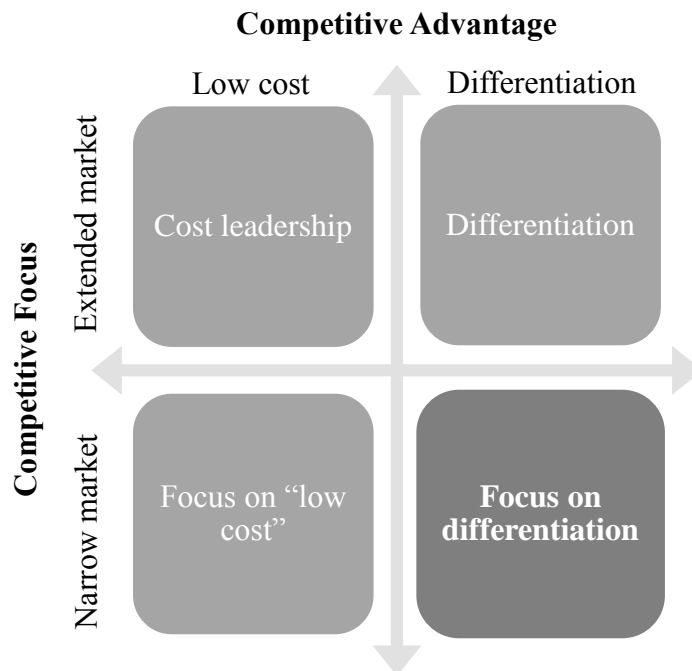 Competitive Advantage
Low cost
Differentiation
Competitive Focus
Extended market
Cost leadership
Differentiation
Narrow market
Focus on “low
cost”
Focus on
differentiation